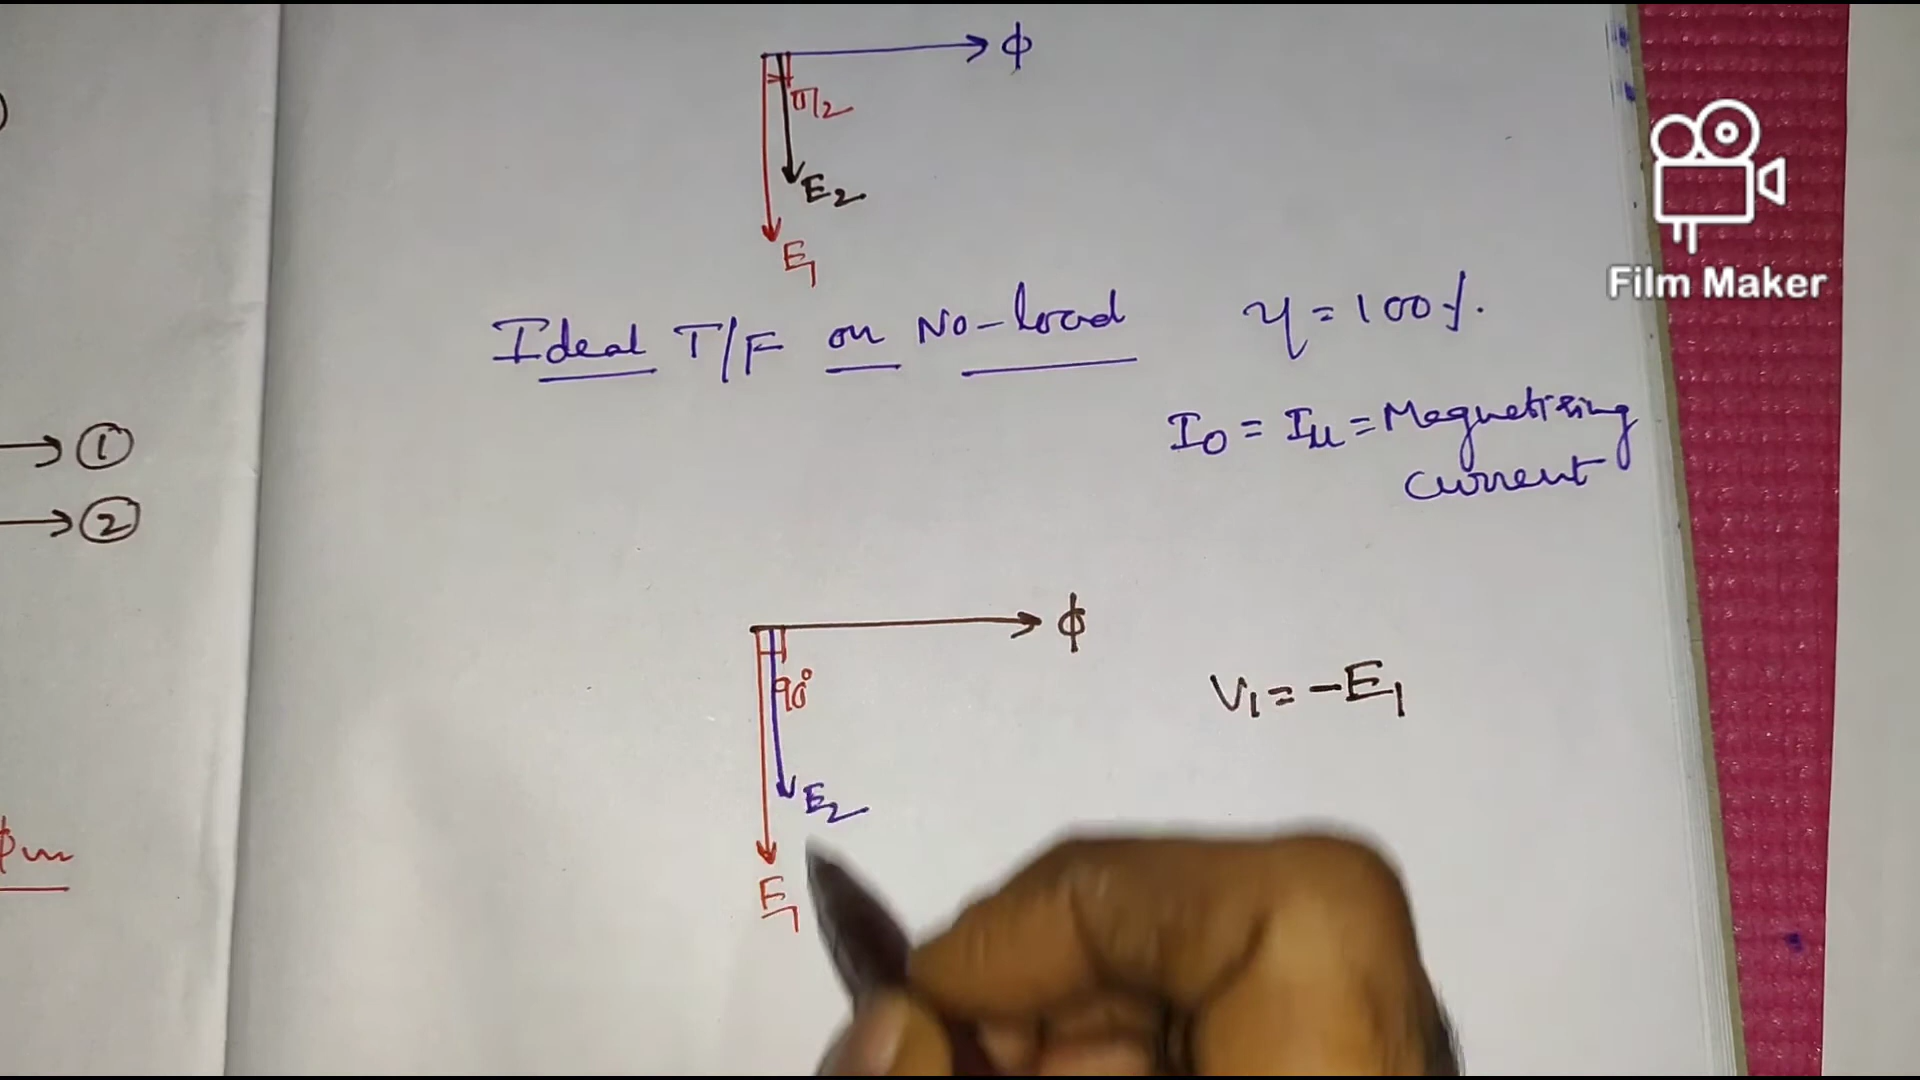 ϕ
π/2
E2
E1
Ideal T/F on No-load
η = 100%.
I0 = Iμ = Magnetising
current
→ ①
→ ②
ϕ
90°
V1 = -E1
E2
ϕm
E1
Film Maker